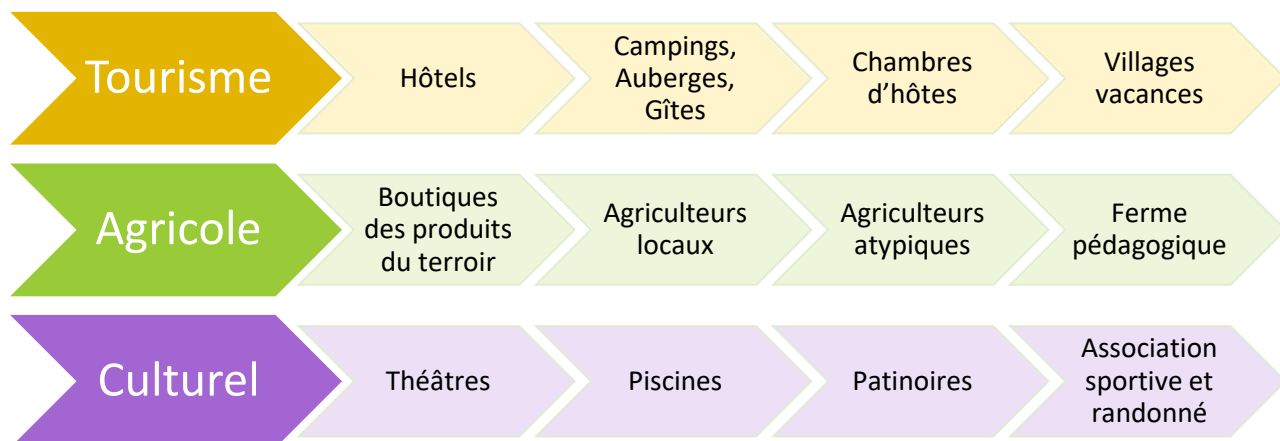 Tourisme
Hôtels
Campings,
Auberges,
Gîtes
Chambres
d’hôtes
Villages
vacances
Agricole
Boutiques
des produits
du terroir
Agriculteurs
locaux
Agriculteurs
atypiques
Ferme
pédagogique
Culturel
Théâtres
Piscines
Patinoires
Association
sportive et
randonné